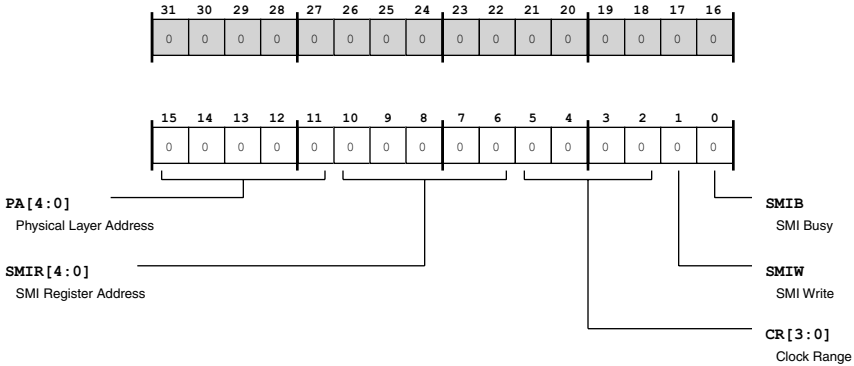 31 30 29 28 27 26 25 24 23 22 21 20 19 18 17 16
0 0 0 0 0 0 0 0 0 0 0 0 0 0 0 0
15 14 13 12 11 10 9 8 7 6 5 4 3 2 1 0
0 0 0 0 0 0 0 0 0 0 0 0 0 0 0 0
PA[4:0]
Physical Layer Address
SMIR[4:0]
SMI Register Address
SMIB
SMI Busy
SMIW
SMI Write
CR[3:0]
Clock Range